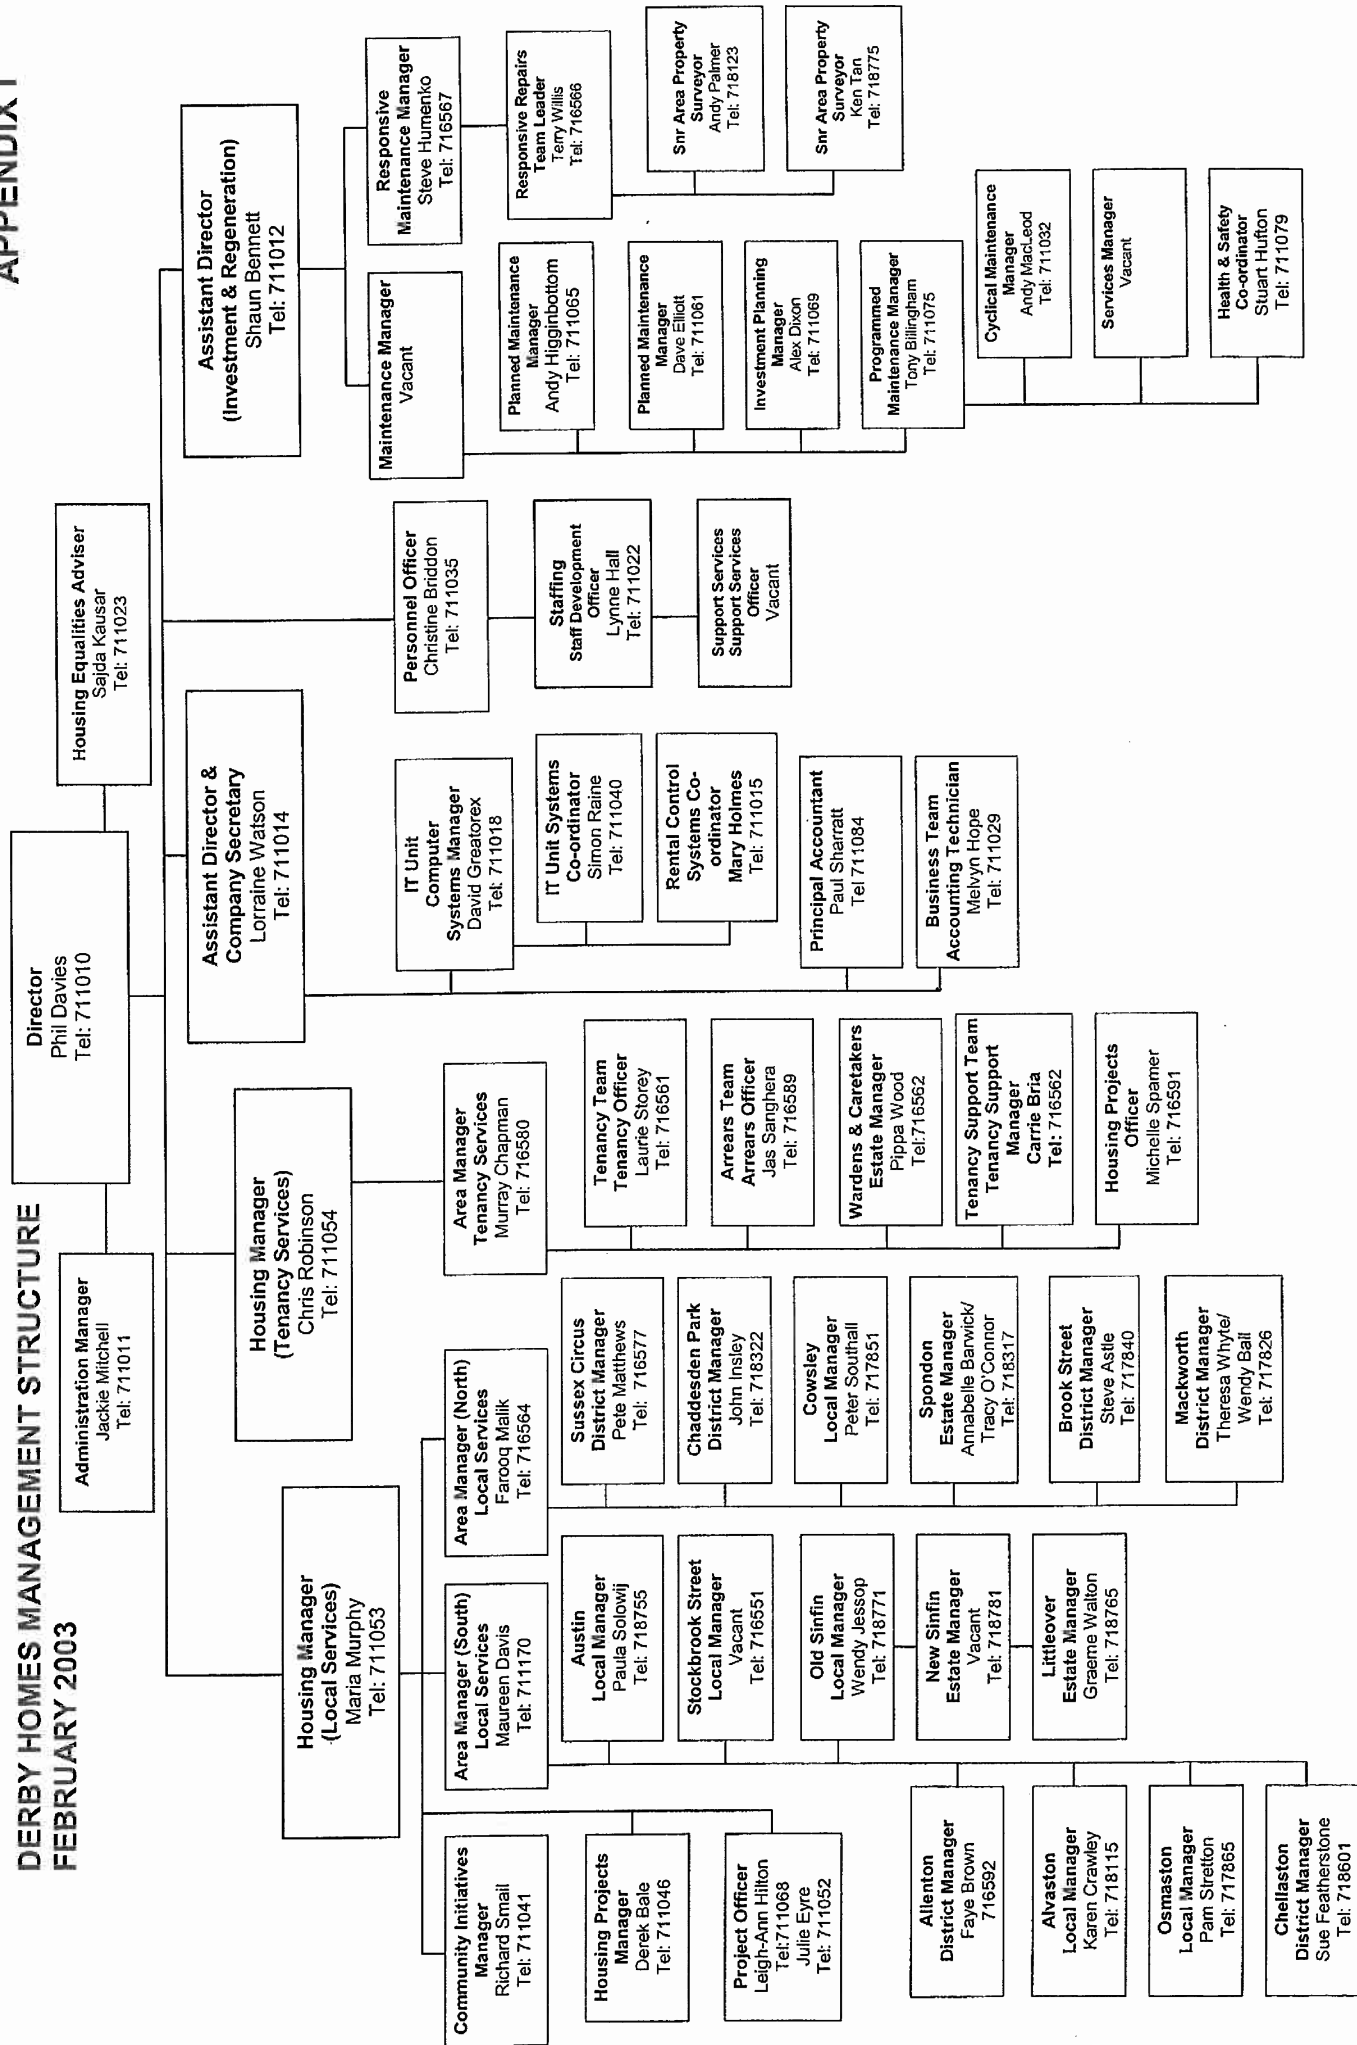 APPENDIX 1
DERBY HOMES MANAGEMENT STRUCTURE
FEBRUARY 2003
Director
Phil Davies
Tel: 711010
Administration Manager
Jackie Mitchell
Tel: 711011
Housing Equalities Adviser
Sajda Kausar
Tel: 711023
Housing Manager
(Local Services)
Maria Murphy
Tel: 711053
Housing Manager
(Tenancy Services)
Chris Robinson
Tel: 711054
Assistant Director &
Company Secretary
Lorraine Watson
Tel: 711014
Assistant Director
(Investment & Regeneration)
Shaun Bennett
Tel: 711012
Community Initiatives
Manager
Richard Smail
Tel: 711041
Housing Projects
Manager
Derek Bale
Tel: 711046
Project Officer
Leigh-Ann Hilton
Tel:711068
Julie Eyre
Tel: 711052
Area Manager (South)
Local Services
Maureen Davis
Tel: 711170
Austin
Local Manager
Paula Solowij
Tel: 718755
Stockbrook Street
Local Manager
Vacant
Tel: 716551
Old Sinfin
Local Manager
Wendy Jessop
Tel: 718771
New Sinfin
Estate Manager
Vacant
Tel: 718781
Littleover
Estate Manager
Graeme Walton
Tel: 718765
Allenton
District Manager
Faye Brown
716592
Alvaston
Local Manager
Karen Crawley
Tel: 718115
Osmaston
Local Manager
Pam Stretton
Tel: 717865
Chellaston
District Manager
Sue Featherstone
Tel: 718601
Area Manager (North)
Local Services
Farooq Malik
Tel: 716564
Sussex Circus
District Manager
Pete Matthews
Tel: 716577
Chaddesden Park
District Manager
John Insley
Tel: 718322
Cowsley
Local Manager
Peter Southall
Tel: 717851
Spondon
Estate Manager
Annabelle Barwick/
Tracy O'Connor
Tel: 718317
Brook Street
District Manager
Steve Astle
Tel: 717840
Mackworth
District Manager
Theresa Whyte/
Wendy Bail
Tel: 717826
Area Manager
Tenancy Services
Murray Chapman
Tel: 716580
Tenancy Team
Tenancy Officer
Laurie Storey
Tel: 716561
Arrears Team
Arrears Officer
Jas Sanghera
Tel: 716589
Wardens & Caretakers
Estate Manager
Pippa Wood
Tel:716562
Tenancy Support Team
Tenancy Support
Manager
Carrie Bria
Tel: 716562
Housing Projects
Officer
Michelle Spamer
Tel: 716591
IT Unit
Computer
Systems Manager
David Greatorex
Tel: 711018
IT Unit Systems
Co-ordinator
Simon Raine
Tel: 711040
Rental Control
Systems Co-
ordinator
Mary Holmes
Tel: 711015
Principal Accountant
Paul Sharratt
Tel 711084
Business Team
Accounting Technician
Melvyn Hope
Tel: 711029
Personnel Officer
Christine Briddon
Tel: 711035
Staffing
Staff Development
Officer
Lynne Hall
Tel: 711022
Support Services
Support Services
Officer
Vacant
Maintenance Manager
Vacant
Planned Maintenance
Manager
Andy Higginbottom
Tel: 711065
Planned Maintenance
Manager
Dave Elliott
Tel: 711061
Investment Planning
Manager
Alex Dixon
Tel: 711069
Programmed
Maintenance Manager
Tony Billingham
Tel: 711075
Cyclical Maintenance
Manager
Andy MacLeod
Tel: 711032
Services Manager
Vacant
Health & Safety
Co-ordinator
Stuart Hufton
Tel: 711079
Responsive
Maintenance Manager
Steve Humenko
Tel: 716567
Responsive Repairs
Team Leader
Terry Willis
Tel: 716566
Snr Area Property
Surveyor
Andy Palmer
Tel: 718123
Snr Area Property
Surveyor
Ken Tan
Tel: 718775